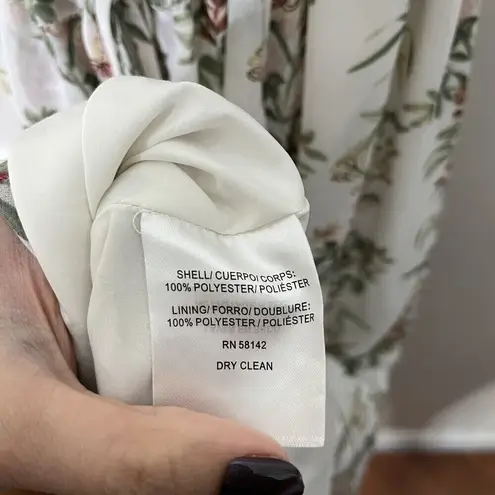 SHELL/ CUERPO/ CORPS:
100% POLYESTER/ POLIÉSTER
LINING/ FORRO/ DOUBLURE:
100% POLYESTER/ POLIÉSTER
RN 58142
DRY CLEAN